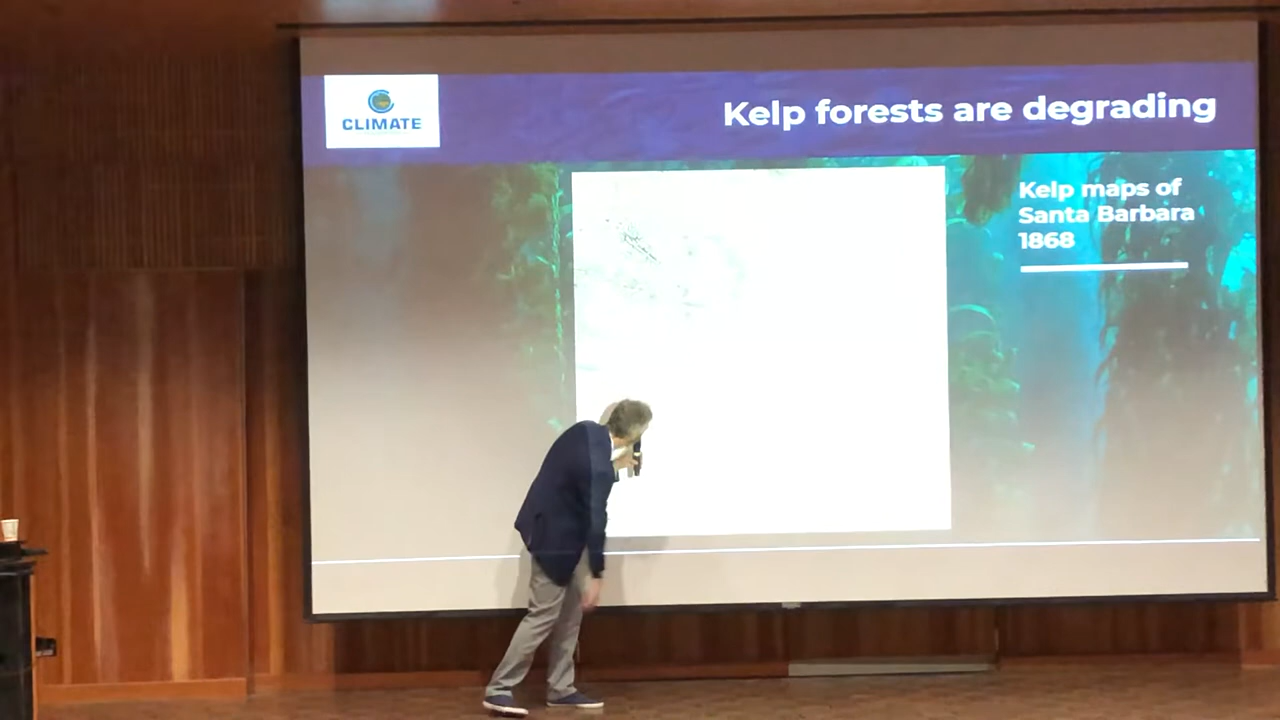 CLIMATE
Kelp forests are degrading
Kelp maps of
Santa Barbara
1868